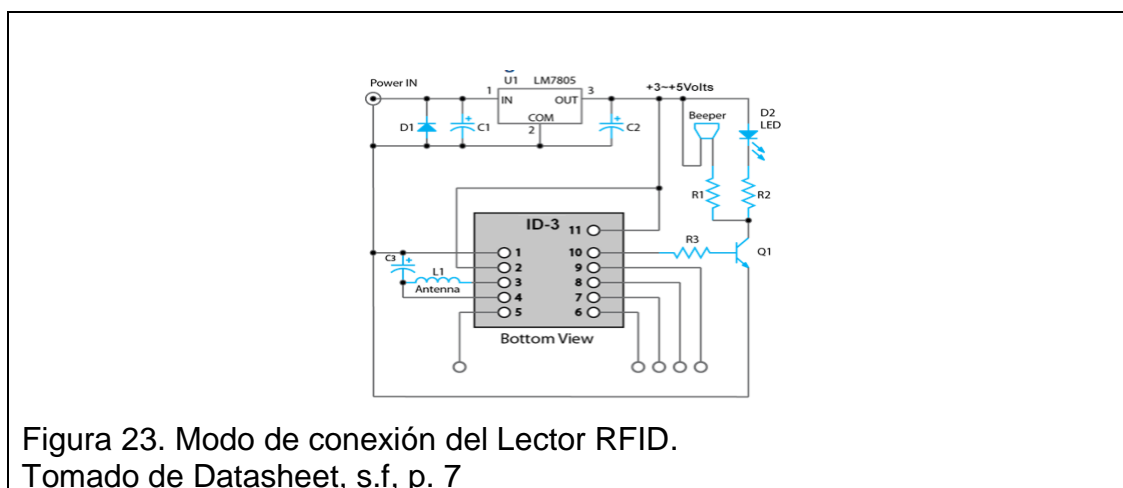 Power IN
U1 LM7805
1 IN OUT 3
COM
2
D1
C1
C2
+3~+5Volts
Beeper
D2
LED
R1
R2
ID-3
11
10
9
8
7
6
1
2
3
4
5
C3
L1
Antenna
R3
Q1
Bottom View
Figura 23. Modo de conexión del Lector RFID.
Tomado de Datasheet, s.f, p. 7